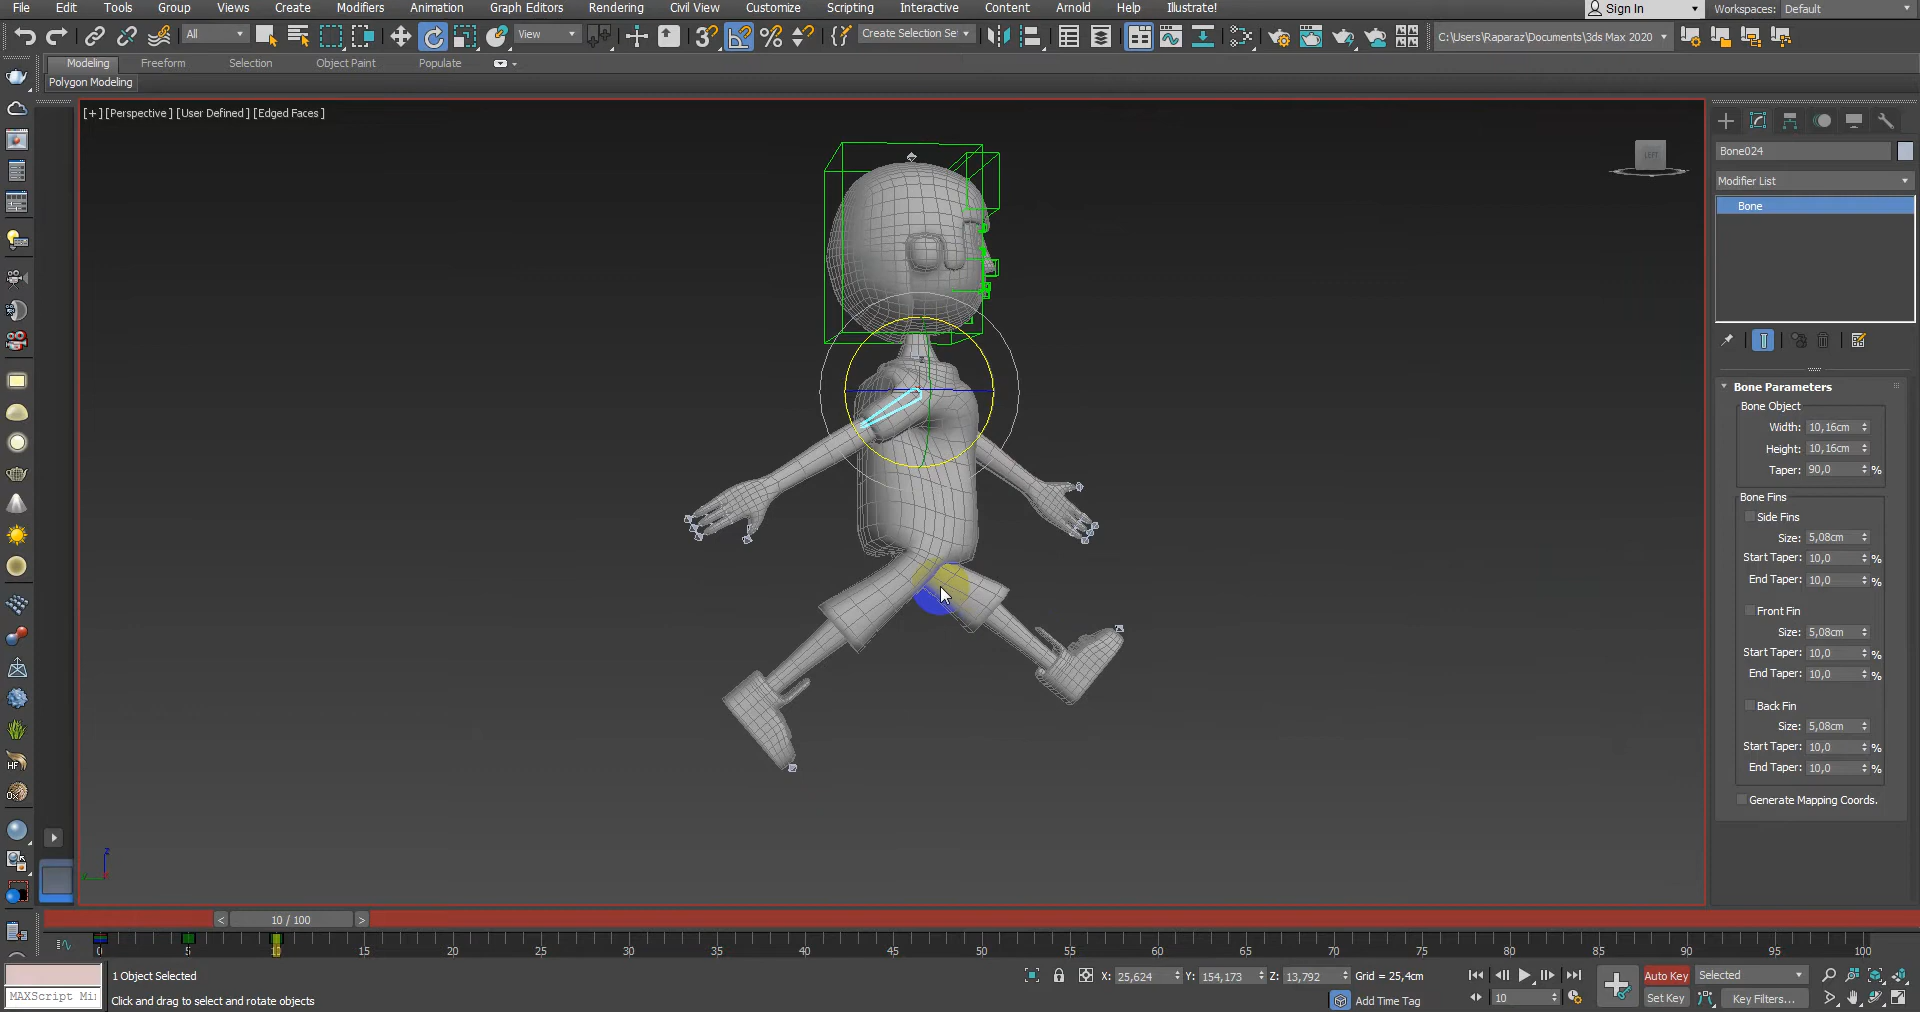 File Edit Tools Group Views Create Modifiers Animation Graph Editors Rendering Civil View Customize Scripting Interactive Content Arnold Help Illustrate! Sign In Workspaces: Default
All View Create Selection Se C:\Users\Raparaz\Documents\3ds Max 2020
Modeling Freeform Selection Object Paint Populate
Polygon Modeling
[+] [Perspective] [User Defined] [Edged Faces]
LEFT
Bone024
Modifier List
Bone
Bone Parameters
Bone Object
Width: 10,16cm
Height: 10,16cm
Taper: 90,0 %
Bone Fins
Side Fins
Size: 5,08cm
Start Taper: 10,0 %
End Taper: 10,0 %
Front Fin
Size: 5,08cm
Start Taper: 10,0 %
End Taper: 10,0 %
Back Fin
Size: 5,08cm
Start Taper: 10,0 %
End Taper: 10,0 %
Generate Mapping Coords.
< 10 / 100 >
0 5 10 15 20 25 30 35 40 45 50 55 60 65 70 75 80 85 90 95 100
1 Object Selected X: 25,624 Y: 154,173 Z: 13,792 Grid = 25,4cm Auto Key Selected
MAXScript Mi Click and drag to select and rotate objects Add Time Tag 10 Set Key Key Filters...